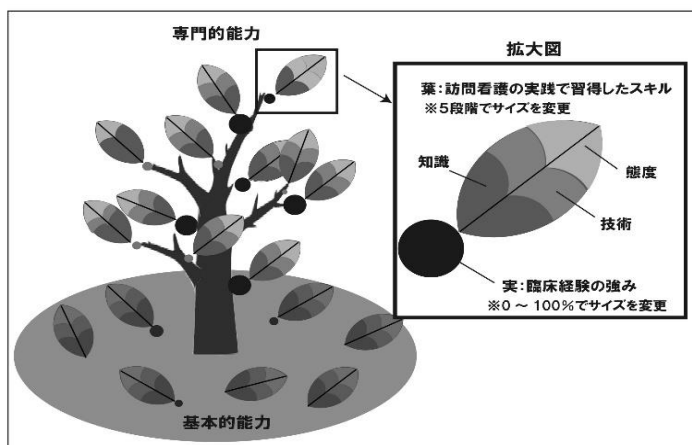 専門的能力
拡大図
葉:訪問看護の実践で習得したスキル
※5段階でサイズを変更
知識
態度
技術
実:臨床経験の強み
※0 ~ 100%でサイズを変更
基本的能力